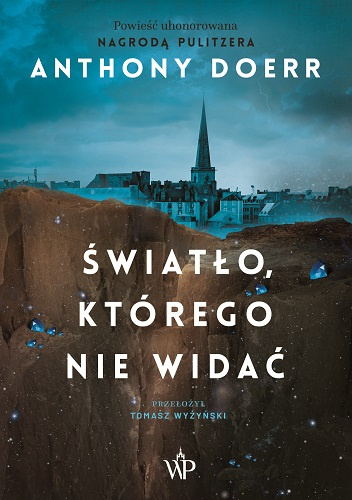 Powieść uhonorowana
NAGRODĄ PULITZERA
ANTHONY DOERR
ŚWIATŁO,
KTÓREGO
NIE WIDAĆ
PRZEŁOŻYŁ
TOMASZ WYŻYŃSKI
WP